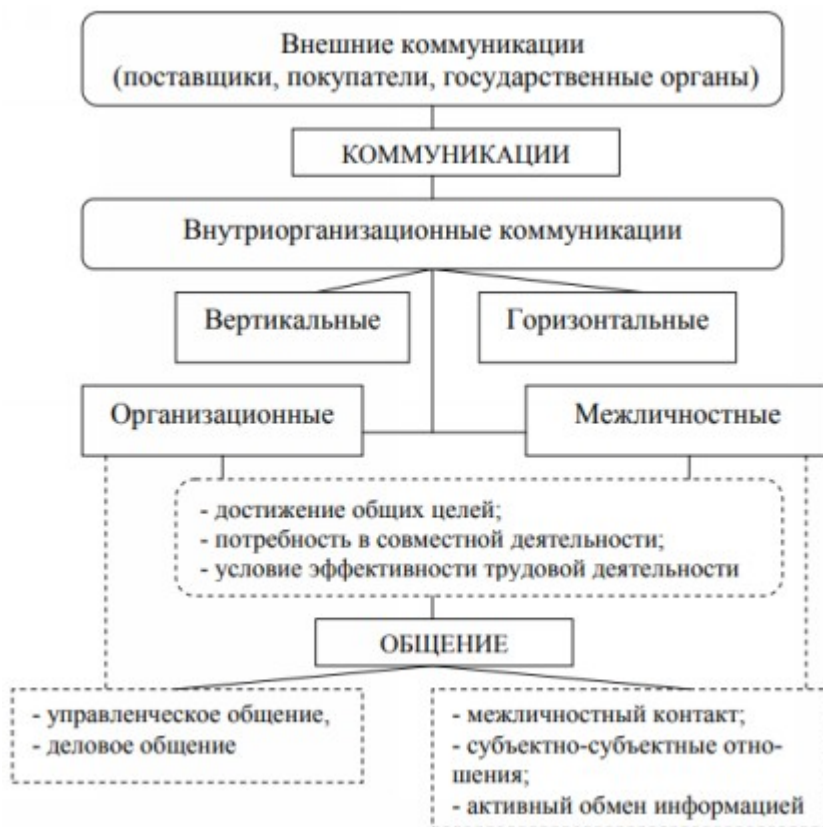 Внешние коммуникации
(поставщики, покупатели, государственные органы)
КОММУНИКАЦИИ
Внутриорганизационные коммуникации
Вертикальные
Горизонтальные
Организационные
Межличностные
- достижение общих целей;
- потребность в совместной деятельности;
- условие эффективности трудовой деятельности
ОБЩЕНИЕ
- управленческое общение,
- деловое общение
- межличностный контакт;
- субъектно-субъектные отно-
шения;
- активный обмен информацией